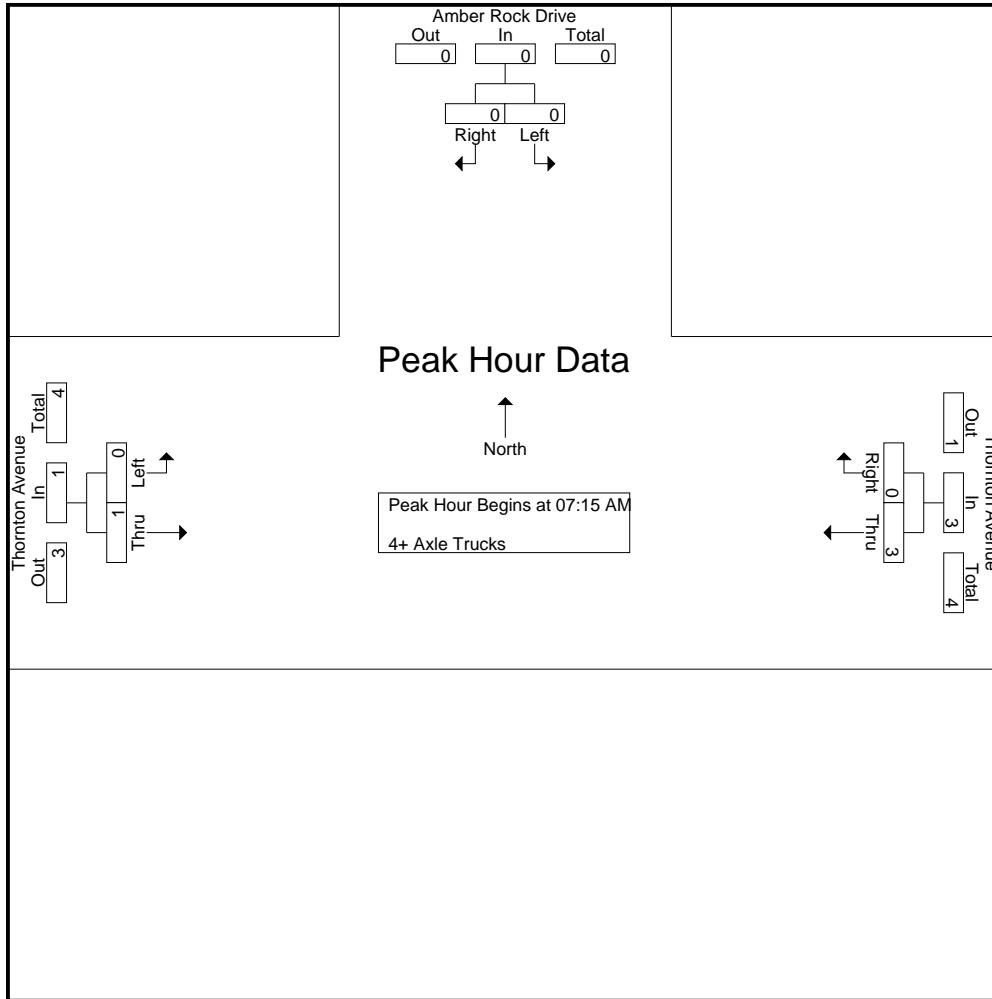 Amber Rock Drive
Out In Total
0 0 0
0 0
Right Left
Peak Hour Data
North
Peak Hour Begins at 07:15 AM
4+ Axle Trucks
Thornton Avenue
Out In Total
3 1 4
Thru Left
1 0
Thornton Avenue
Out In Total
1 3 4
Right Thru
0 3